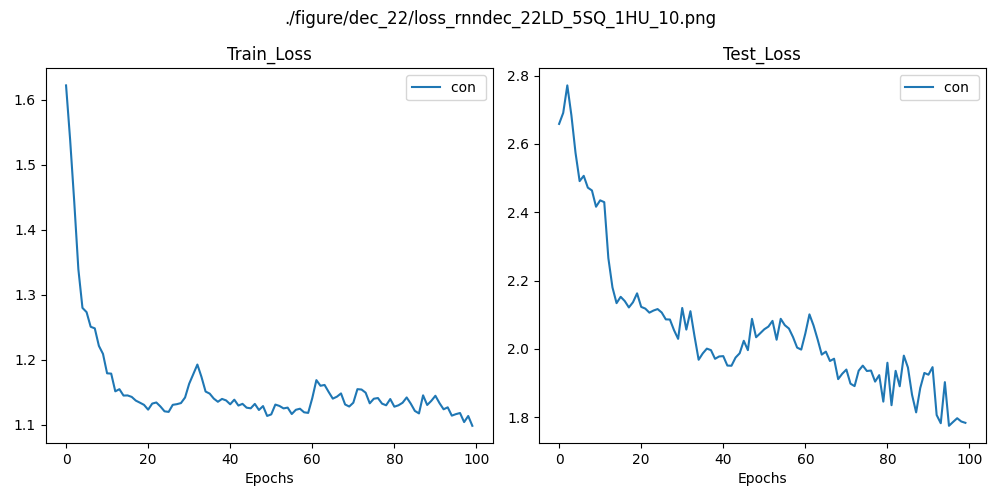 ./figure/dec_22/loss_rnndec_22LD_5SQ_1HU_10.png
Train_Loss
con
1.6
1.5
1.4
1.3
1.2
1.1
0 20 40 60 80 100
Epochs
Test_Loss
con
2.8
2.6
2.4
2.2
2.0
1.8
0 20 40 60 80 100
Epochs